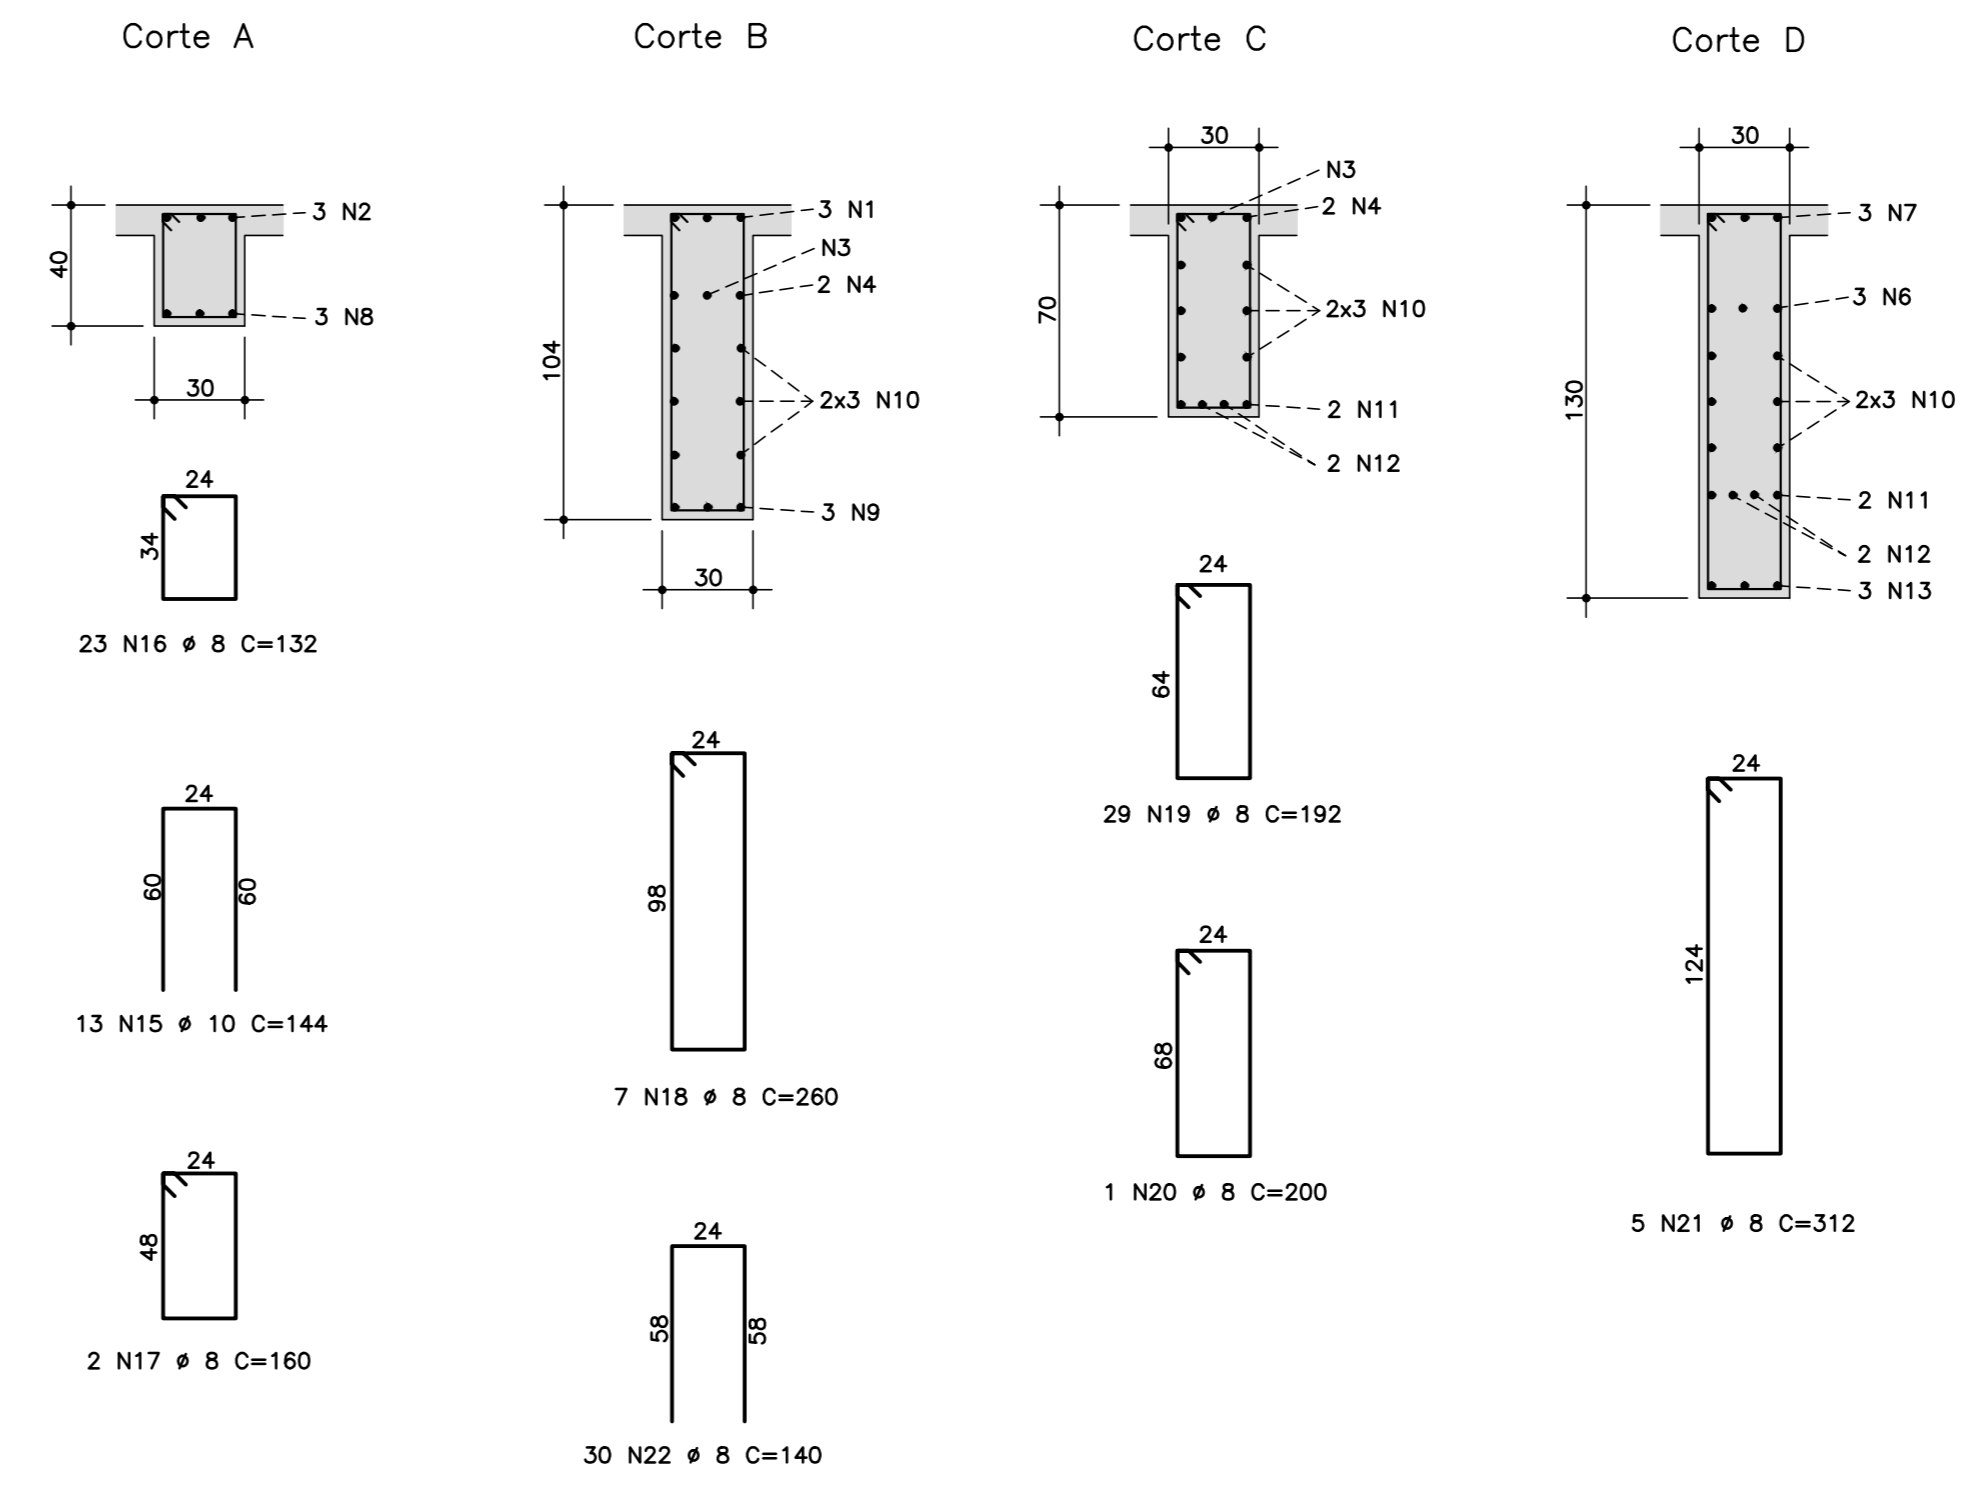 Corte A
40
3 N2
3 N8
30
24
34
23 N16 ø 8 C=132
24
60
60
13 N15 ø 10 C=144
24
48
2 N17 ø 8 C=160
Corte B
104
3 N1
N3
2 N4
2x3 N10
3 N9
30
24
98
7 N18 ø 8 C=260
24
58
58
30 N22 ø 8 C=140
Corte C
30
N3
2 N4
70
2x3 N10
2 N11
2 N12
24
64
29 N19 ø 8 C=192
24
68
1 N20 ø 8 C=200
Corte D
30
3 N7
3 N6
130
2x3 N10
2 N11
2 N12
3 N13
24
124
5 N21 ø 8 C=312